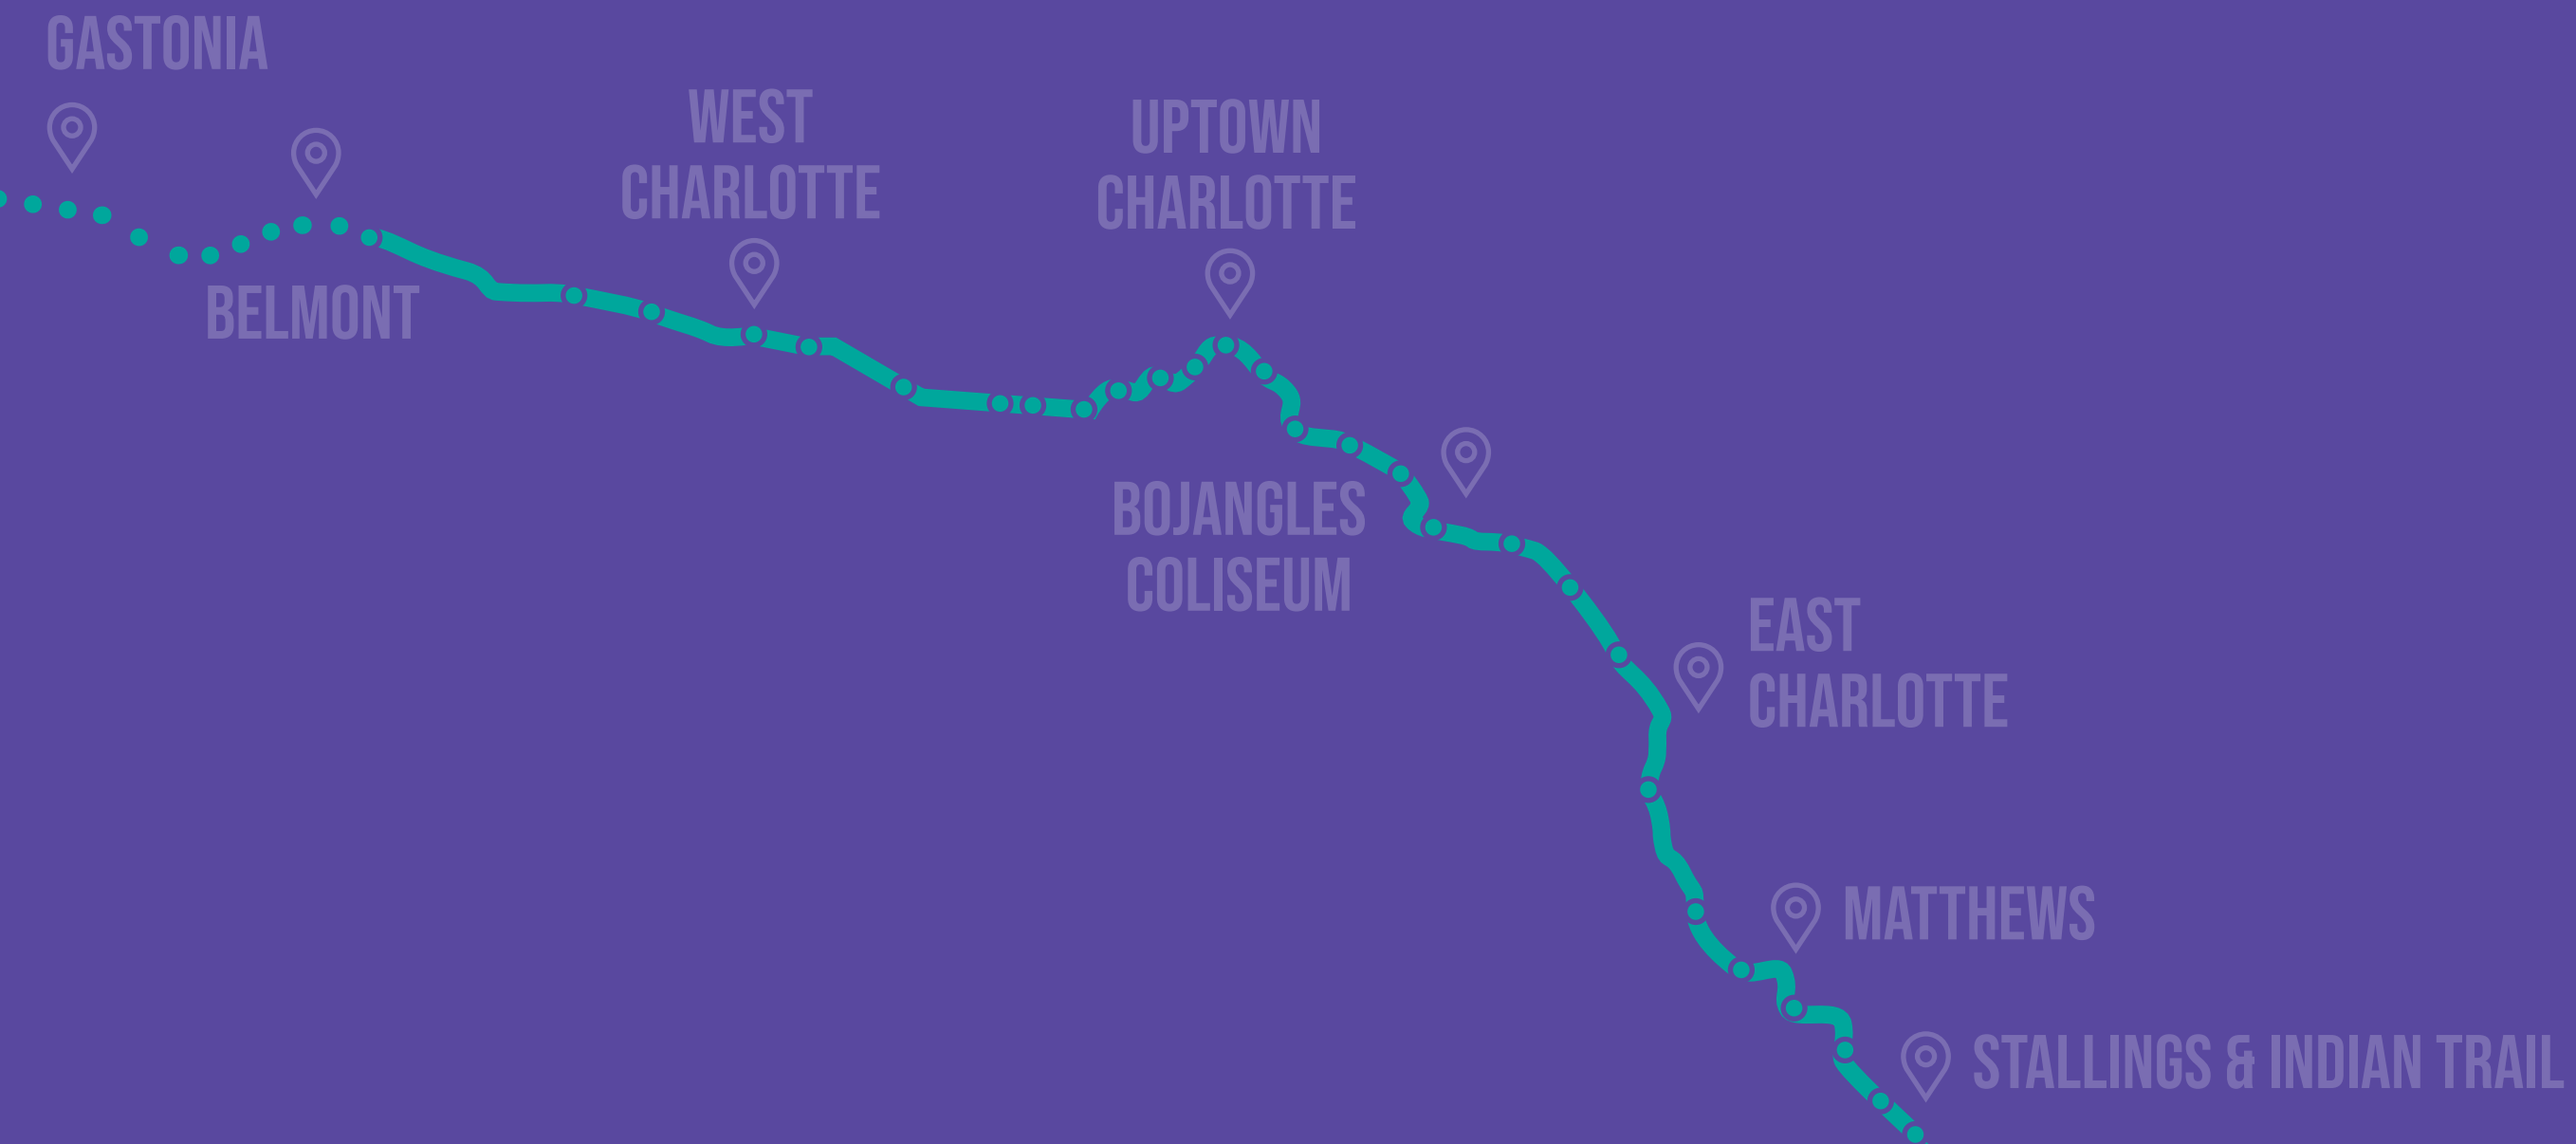 GASTONIA
BELMONT
WEST
CHARLOTTE
UPTOWN
CHARLOTTE
BOJANGLES
COLISEUM
EAST
CHARLOTTE
MATTHEWS
STALLINGS & INDIAN TRAIL